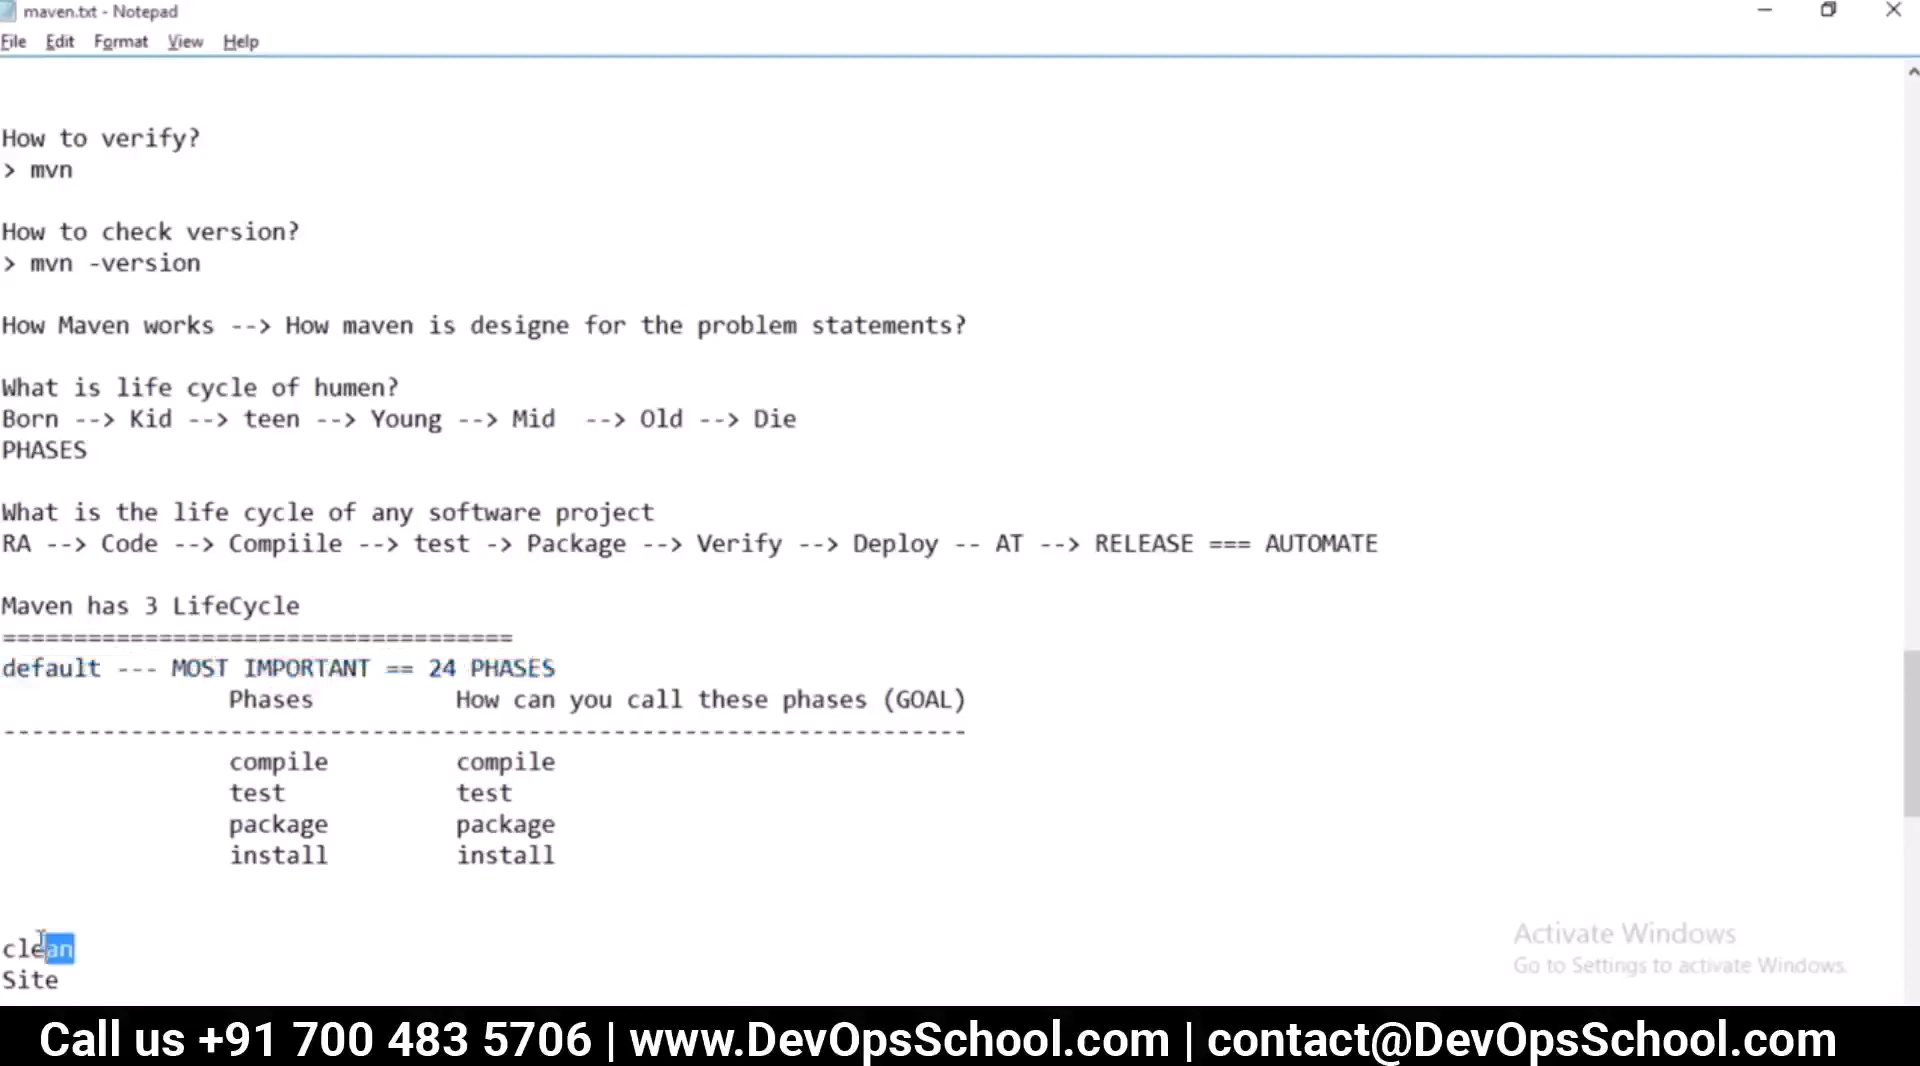 maven.txt - Notepad
File Edit Format View Help
How to verify?
> mvn
How to check version?
> mvn -version
How Maven works --> How maven is designe for the problem statements?
What is life cycle of humen?
Born --> Kid --> teen --> Young --> Mid --> Old --> Die
PHASES
What is the life cycle of any software project
RA --> Code --> Compiile --> test -> Package --> Verify --> Deploy -- AT --> RELEASE === AUTOMATE
Maven has 3 LifeCycle
====================================
default --- MOST IMPORTANT == 24 PHASES
Phases How can you call these phases (GOAL)
--------------------------------------------------------------------
compile compile
test test
package package
install install
clean
Site
Activate Windows
Go to Settings to activate Windows.
Call us +91 700 483 5706 | www.DevOpsSchool.com | contact@DevOpsSchool.com